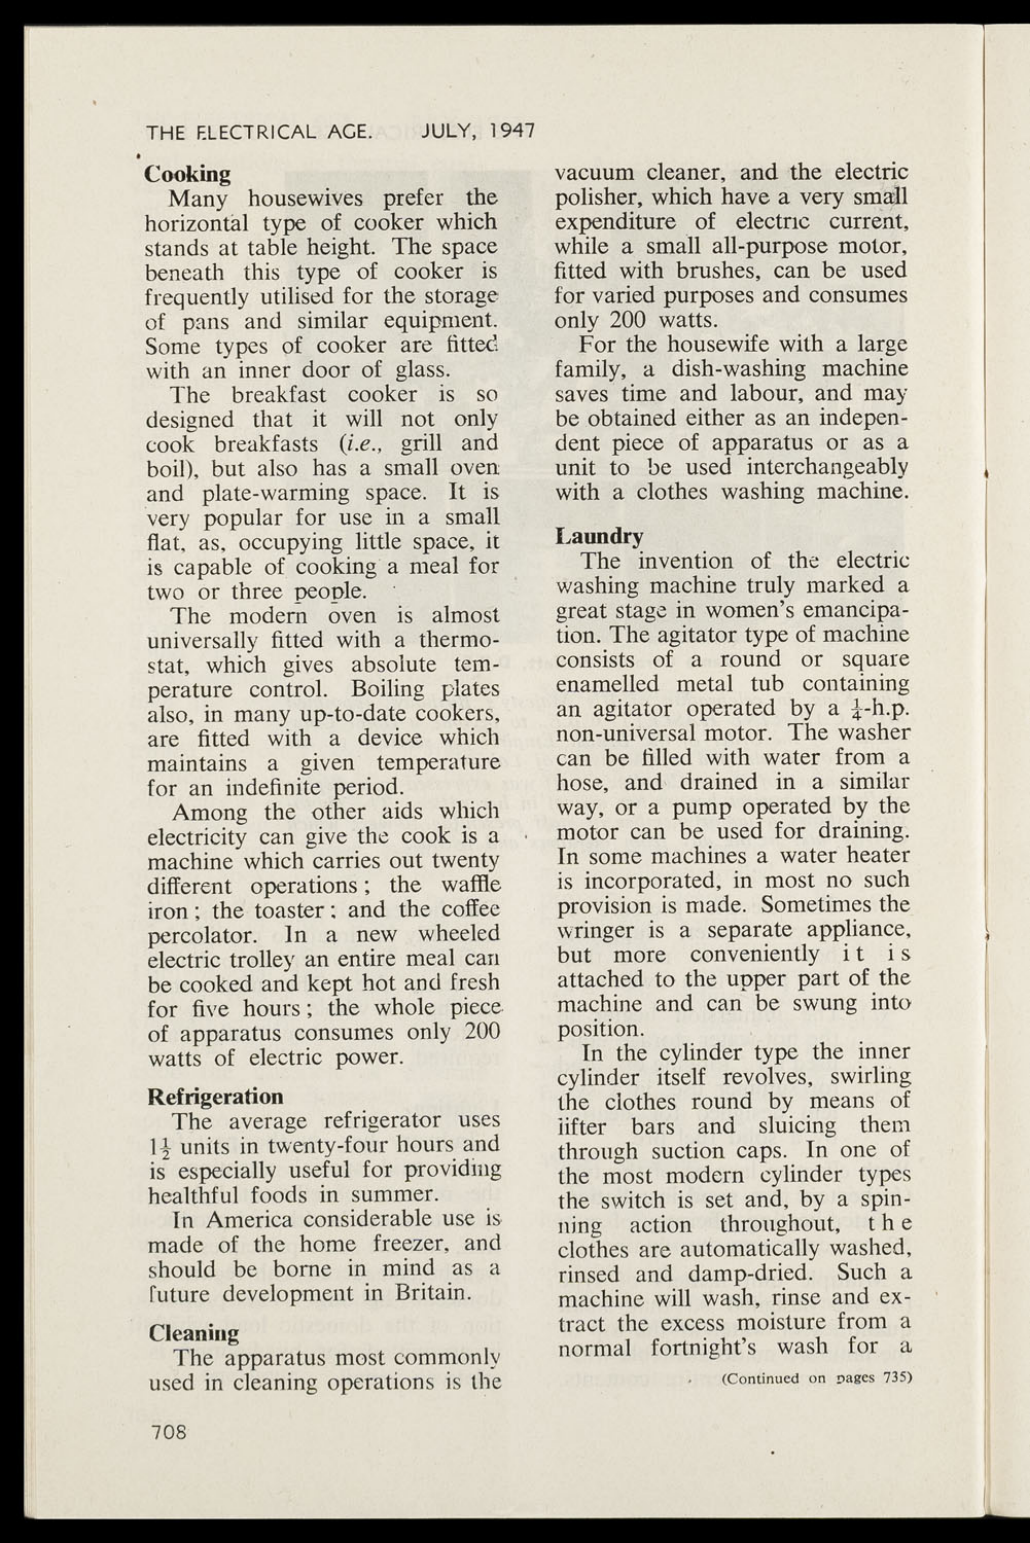 THE ELECTRICAL AGE. JULY, 1947
Cooking
Many housewives prefer the
horizontal type of cooker which
stands at table height. The space
beneath this type of cooker is
frequently utilised for the storage
of pans and similar equipment.
Some types of cooker are fitted
with an inner door of glass.
The breakfast cooker is so
designed that it will not only
cook breakfasts (i.e., grill and
boil), but also has a small oven
and plate-warming space. It is
very popular for use in a small
flat, as, occupying little space, it
is capable of cooking a meal for
two or three people.
The modern oven is almost
universally fitted with a thermo-
stat, which gives absolute tem-
perature control. Boiling plates
also, in many up-to-date cookers,
are fitted with a device which
maintains a given temperature
for an indefinite period.
Among the other aids which
electricity can give the cook is a
machine which carries out twenty
different operations; the waffle
iron; the toaster; and the coffee
percolator. In a new wheeled
electric trolley an entire meal can
be cooked and kept hot and fresh
for five hours; the whole piece
of apparatus consumes only 200
watts of electric power.
Refrigeration
The average refrigerator uses
1½ units in twenty-four hours and
is especially useful for providing
healthful foods in summer.
In America considerable use is
made of the home freezer, and
should be borne in mind as a
future development in Britain.
Cleaning
The apparatus most commonly
used in cleaning operations is the
vacuum cleaner, and the electric
polisher, which have a very small
expenditure of electric current,
while a small all-purpose motor,
fitted with brushes, can be used
for varied purposes and consumes
only 200 watts.
For the housewife with a large
family, a dish-washing machine
saves time and labour, and may
be obtained either as an indepen-
dent piece of apparatus or as a
unit to be used interchangeably
with a clothes washing machine.
Laundry
The invention of the electric
washing machine truly marked a
great stage in women's emancipa-
tion. The agitator type of machine
consists of a round or square
enamelled metal tub containing
an agitator operated by a ¼-h.p.
non-universal motor. The washer
can be filled with water from a
hose, and drained in a similar
way, or a pump operated by the
motor can be used for draining.
In some machines a water heater
is incorporated, in most no such
provision is made. Sometimes the
wringer is a separate appliance,
but more conveniently it is
attached to the upper part of the
machine and can be swung into
position.
In the cylinder type the inner
cylinder itself revolves, swirling
the clothes round by means of
lifter bars and sluicing them
through suction caps. In one of
the most modern cylinder types
the switch is set and, by a spin-
ning action throughout, the
clothes are automatically washed,
rinsed and damp-dried. Such a
machine will wash, rinse and ex-
tract the excess moisture from a
normal fortnight's wash for a
(Continued on pages 735)
708